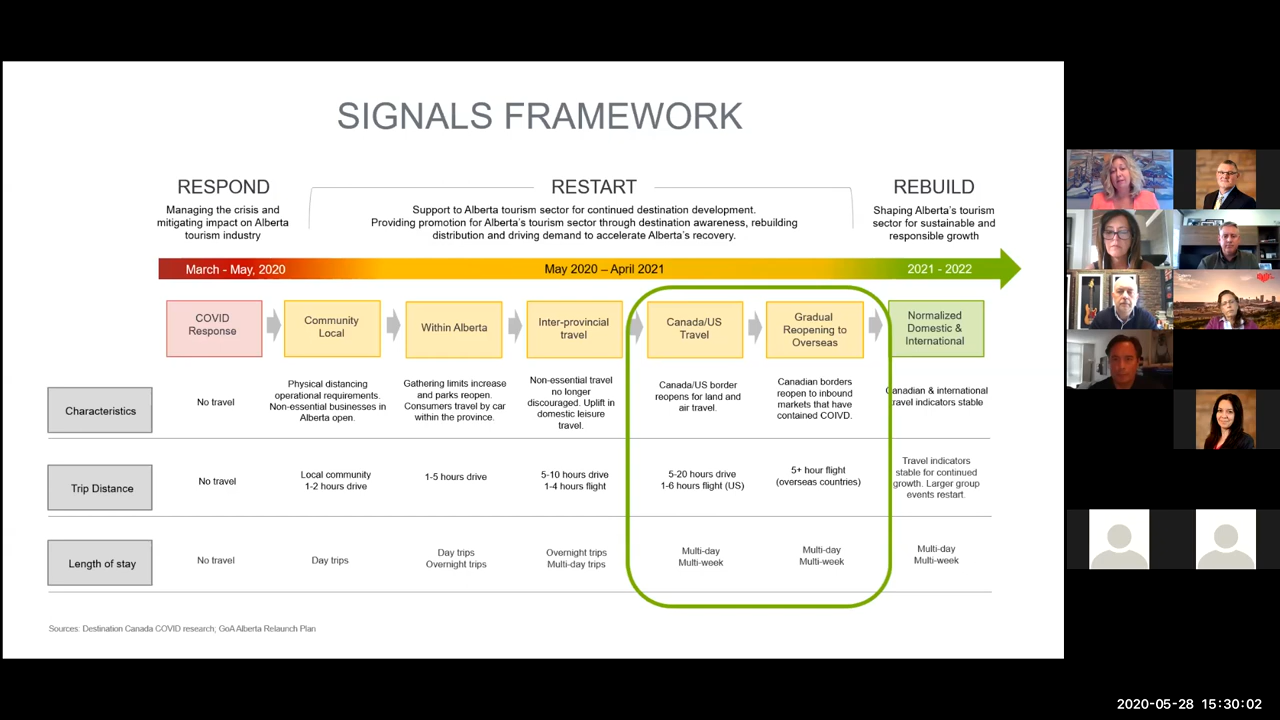 SIGNALS FRAMEWORK
RESPOND
Managing the crisis and
mitigating impact on Alberta
tourism industry
RESTART
Support to Alberta tourism sector for continued destination development.
Providing promotion for Alberta's tourism sector through destination awareness, rebuilding
distribution and driving demand to accelerate Alberta's recovery.
REBUILD
Shaping Alberta's tourism
sector for sustainable and
responsible growth
March - May, 2020
May 2020 – April 2021
2021 - 2022
COVID
Response
Community
Local
Within Alberta
Inter-provincial
travel
Canada/US
Travel
Gradual
Reopening to
Overseas
Normalized
Domestic &
International
Characteristics
No travel
Physical distancing
operational requirements.
Non-essential businesses in
Alberta open.
Gathering limits increase
and parks reopen.
Consumers travel by car
within the province.
Non-essential travel
no longer
discouraged. Uplift in
domestic leisure
travel.
Canada/US border
reopens for land and
air travel.
Canadian borders
reopen to inbound
markets that have
contained COIVD.
Canadian & international
travel indicators stable
Trip Distance
No travel
Local community
1-2 hours drive
1-5 hours drive
5-10 hours drive
1-4 hours flight
5-20 hours drive
1-6 hours flight (US)
5+ hour flight
(overseas countries)
Travel indicators
stable for continued
growth. Larger group
events restart.
Length of stay
No travel
Day trips
Day trips
Overnight trips
Overnight trips
Multi-day trips
Multi-day
Multi-week
Multi-day
Multi-week
Multi-day
Multi-week
Sources: Destination Canada COVID research; GoA Alberta Relaunch Plan
2020-05-28 15:30:02